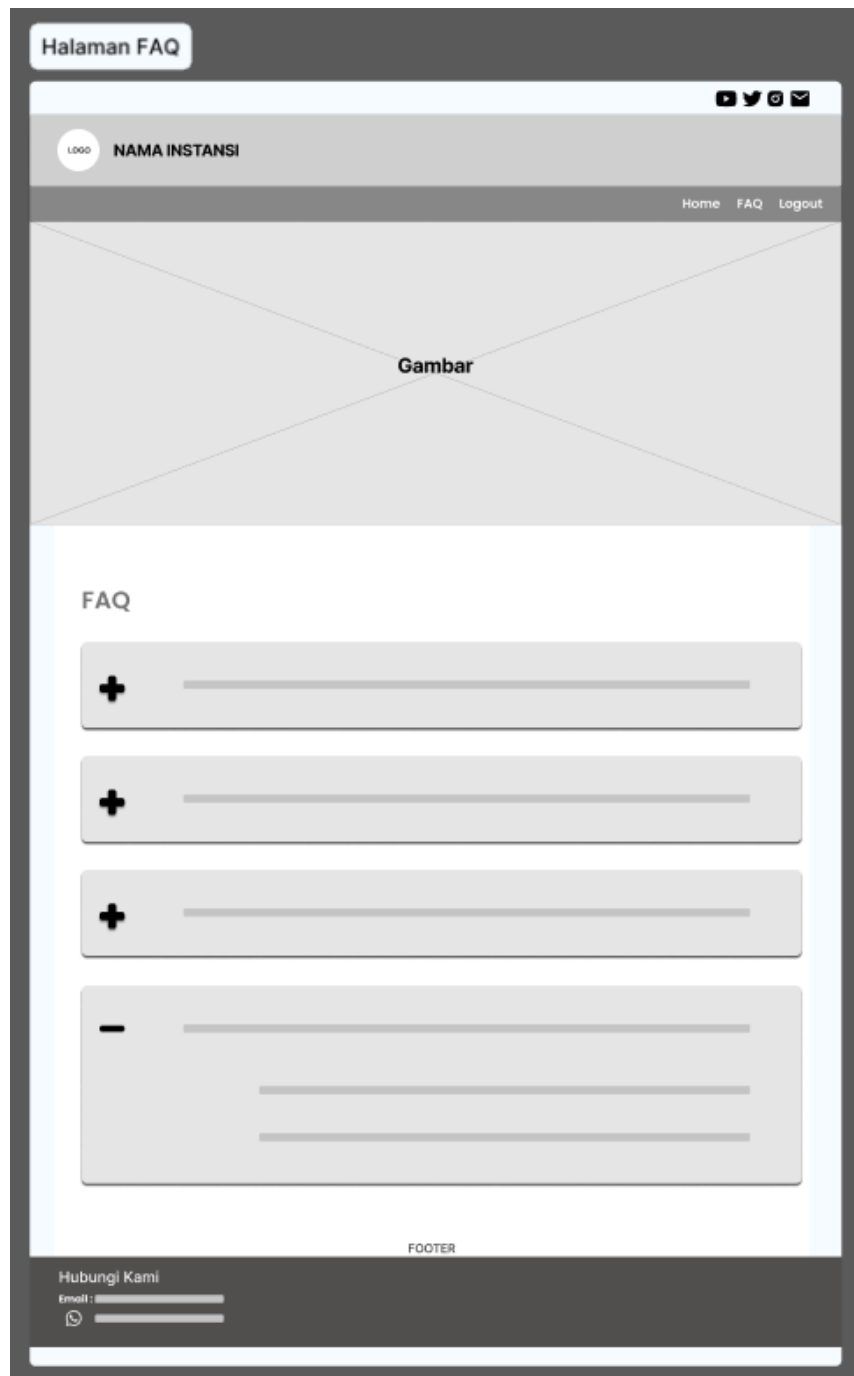 Halaman FAQ
LOGO
NAMA INSTANSI
Home FAQ Logout
Gambar
FAQ
FOOTER
Hubungi Kami
Email :